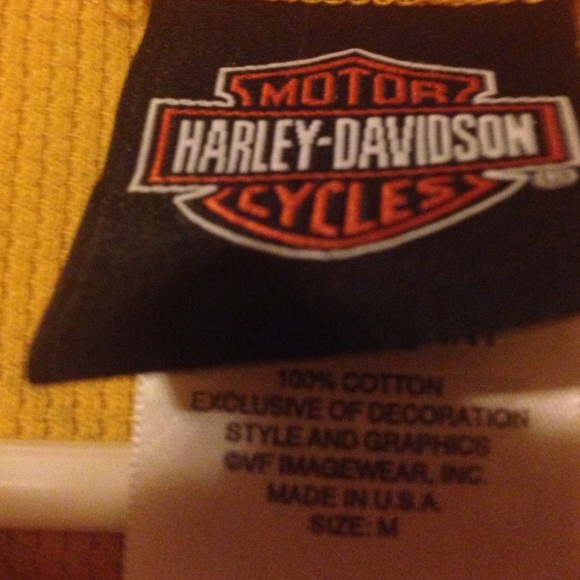 MOTOR
HARLEY-DAVIDSON
CYCLES
®
100% COTTON
EXCLUSIVE OF DECORATION
STYLE AND GRAPHICS
©VF IMAGEWEAR, INC.
MADE IN U.S.A.
SIZE: M